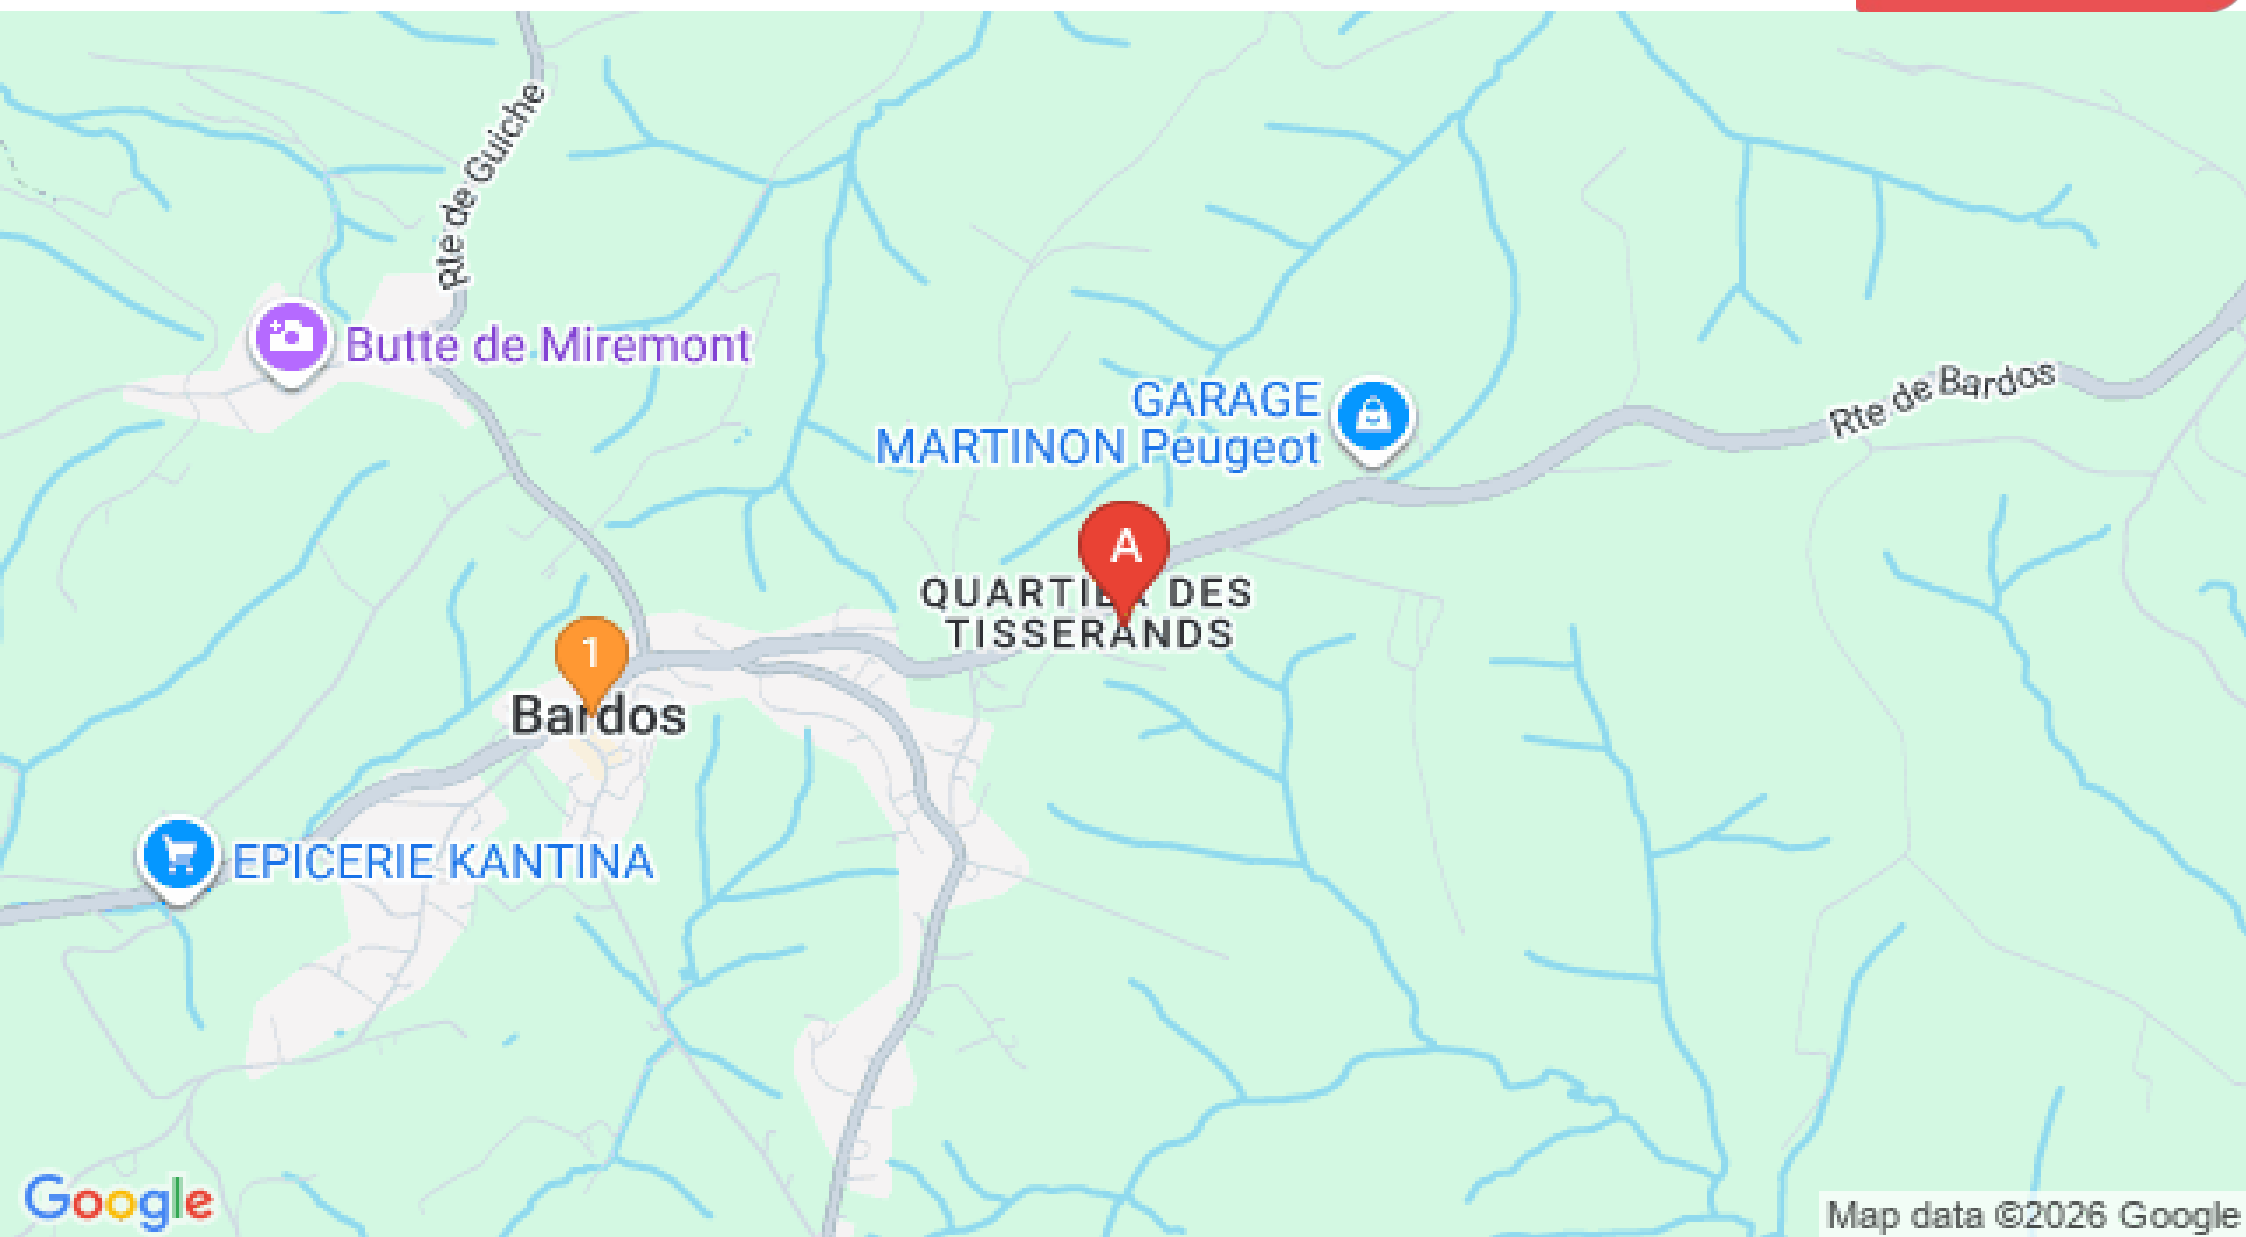 Rte de Guiche
Butte de Miremont
GARAGE
MARTINON Peugeot
Rte de Bardos
A
QUARTIER DES
TISSERANDS
1
Bardos
EPICERIE KANTINA
Google
Map data ©2026 Google